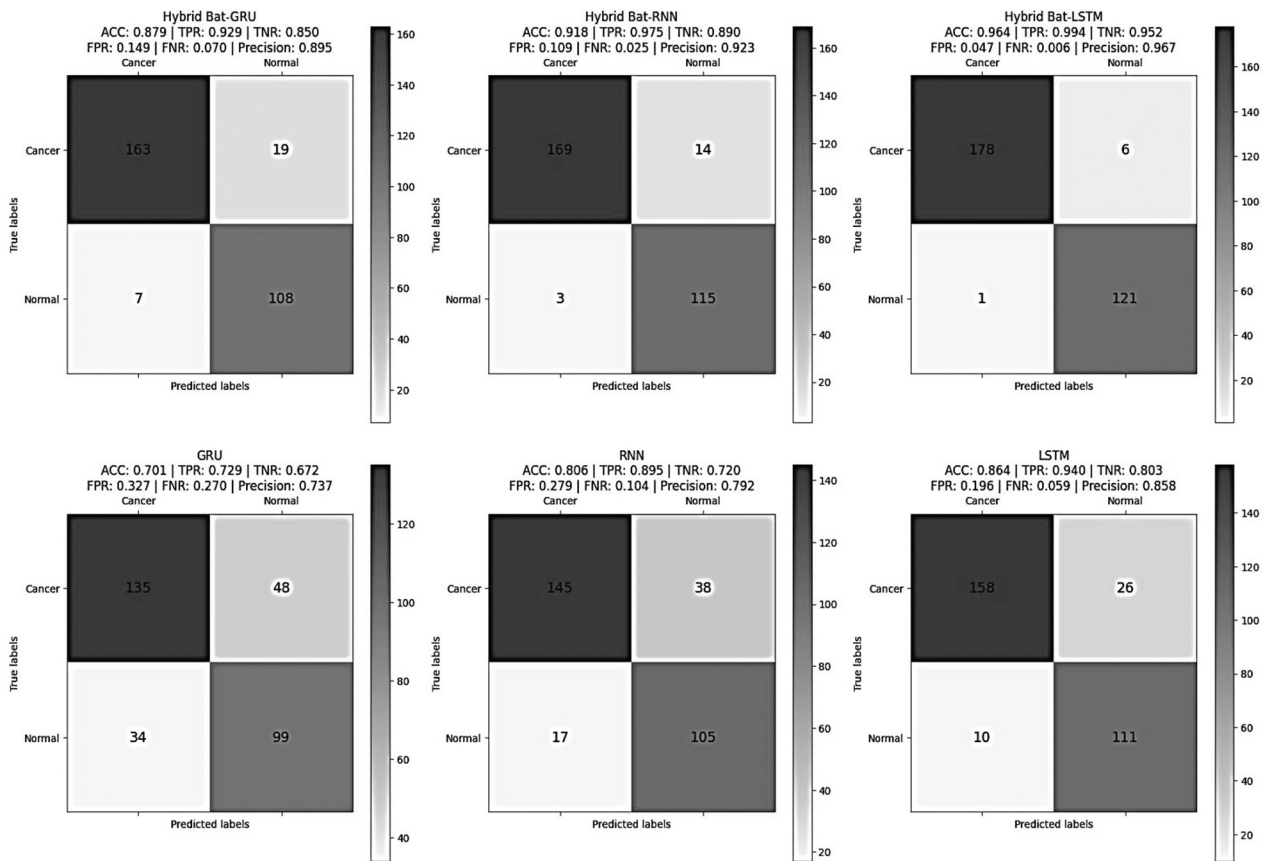 Hybrid Bat-GRU
ACC: 0.879 | TPR: 0.929 | TNR: 0.850
FPR: 0.149 | FNR: 0.070 | Precision: 0.895
Cancer Normal
160
140
120
100
80
60
40
20
Cancer 163 19
Normal 7 108
True labels
Predicted labels
Hybrid Bat-RNN
ACC: 0.918 | TPR: 0.975 | TNR: 0.890
FPR: 0.109 | FNR: 0.025 | Precision: 0.923
Cancer Normal
160
140
120
100
80
60
40
20
Cancer 169 14
Normal 3 115
True labels
Predicted labels
Hybrid Bat-LSTM
ACC: 0.964 | TPR: 0.994 | TNR: 0.952
FPR: 0.047 | FNR: 0.006 | Precision: 0.967
Cancer Normal
160
140
120
100
80
60
40
20
Cancer 178 6
Normal 1 121
True labels
Predicted labels
GRU
ACC: 0.701 | TPR: 0.729 | TNR: 0.672
FPR: 0.327 | FNR: 0.270 | Precision: 0.737
Cancer Normal
120
100
80
60
40
Cancer 135 48
Normal 34 99
True labels
Predicted labels
RNN
ACC: 0.806 | TPR: 0.895 | TNR: 0.720
FPR: 0.279 | FNR: 0.104 | Precision: 0.792
Cancer Normal
140
120
100
80
60
40
20
Cancer 145 38
Normal 17 105
True labels
Predicted labels
LSTM
ACC: 0.864 | TPR: 0.940 | TNR: 0.803
FPR: 0.196 | FNR: 0.059 | Precision: 0.858
Cancer Normal
140
120
100
80
60
40
20
Cancer 158 26
Normal 10 111
True labels
Predicted labels